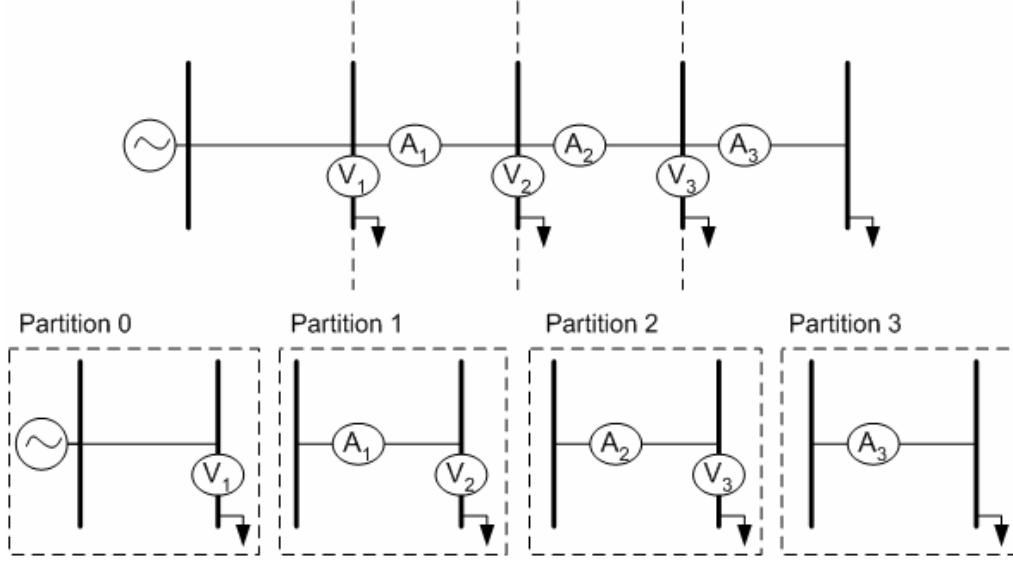 A1 A2 A3
V1 V2 V3
Partition 0 Partition 1 Partition 2 Partition 3
A1 A2 A3
V1 V2 V3